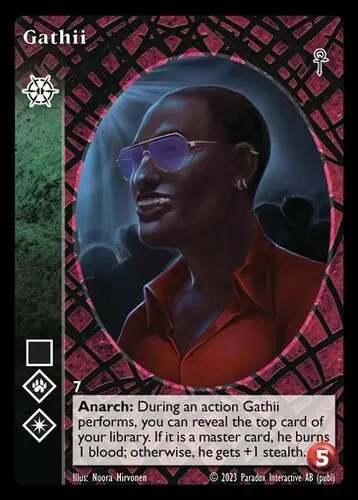 Gathii
7
Anarch: During an action Gathii
performs, you can reveal the top card of
your library. If it is a master card, he burns
1 blood; otherwise, he gets +1 stealth.
5
Illus: Noora Hirvonen © 2023 Paradox Interactive AB (publ)